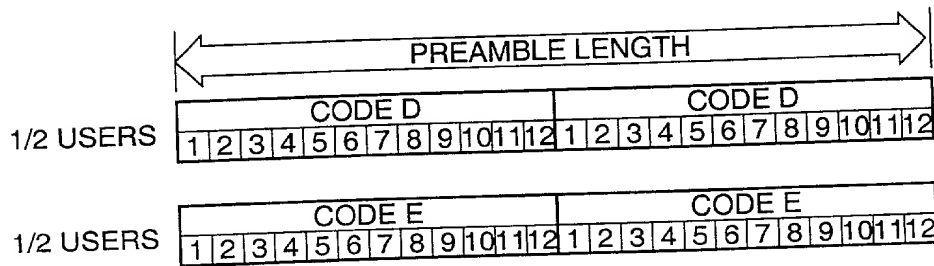 PREAMBLE LENGTH
CODE D CODE D
1/2 USERS 1 2 3 4 5 6 7 8 9 10 11 12 1 2 3 4 5 6 7 8 9 10 11 12
CODE E CODE E
1/2 USERS 1 2 3 4 5 6 7 8 9 10 11 12 1 2 3 4 5 6 7 8 9 10 11 12